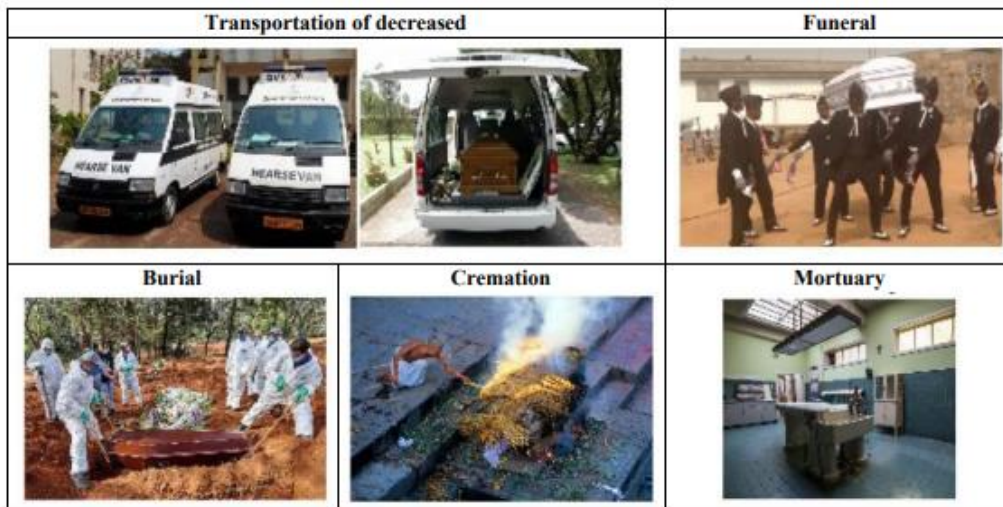 Transportation of decreased
Funeral
HEARSE VAN
HEARSE VAN
Burial
Cremation
Mortuary